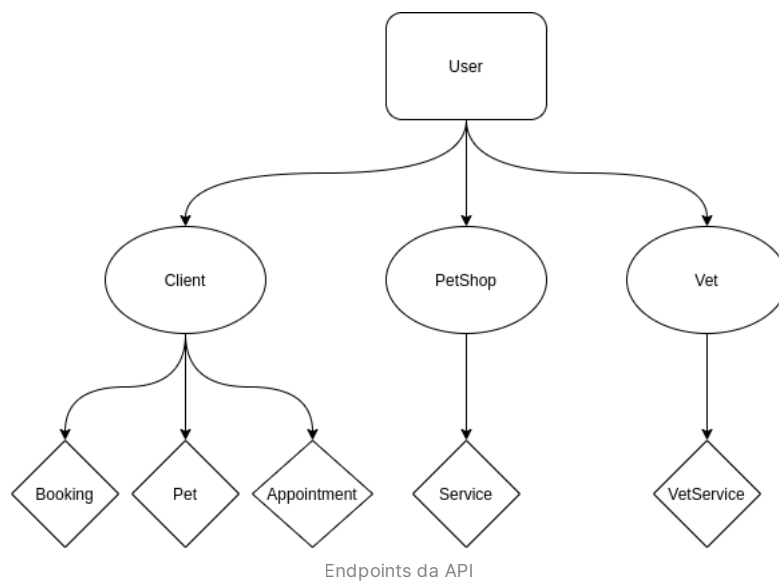 User
Client
PetShop
Vet
Booking
Pet
Appointment
Service
VetService
Endpoints da API